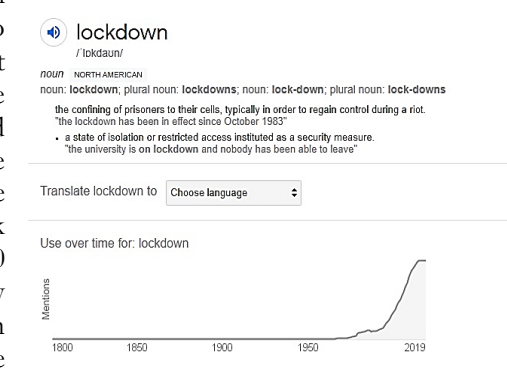 lockdown
/ˈlɒkdaʊn/
noun NORTH AMERICAN
noun: lockdown; plural noun: lockdowns; noun: lock-down; plural noun: lock-downs
the confining of prisoners to their cells, typically in order to regain control during a riot.
"the lockdown has been in effect since October 1983"
• a state of isolation or restricted access instituted as a security measure.
"the university is on lockdown and nobody has been able to leave"
Translate lockdown to Choose language
Use over time for: lockdown
Mentions
1800 1850 1900 1950 2019